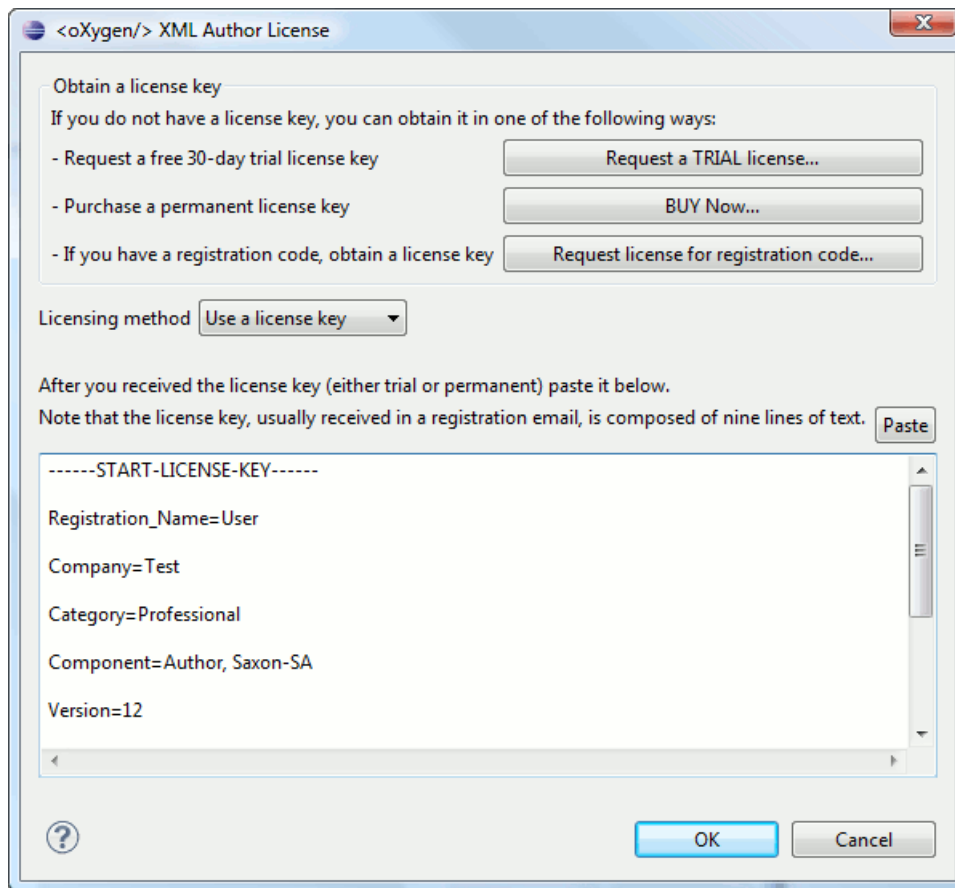 <oXygen/> XML Author License
Obtain a license key
If you do not have a license key, you can obtain it in one of the following ways:
- Request a free 30-day trial license key
Request a TRIAL license...
- Purchase a permanent license key
BUY Now...
- If you have a registration code, obtain a license key
Request license for registration code...
Licensing method
Use a license key
After you received the license key (either trial or permanent) paste it below.
Note that the license key, usually received in a registration email, is composed of nine lines of text.
Paste
------START-LICENSE-KEY------
Registration_Name=User
Company=Test
Category=Professional
Component=Author, Saxon-SA
Version=12
?
OK
Cancel